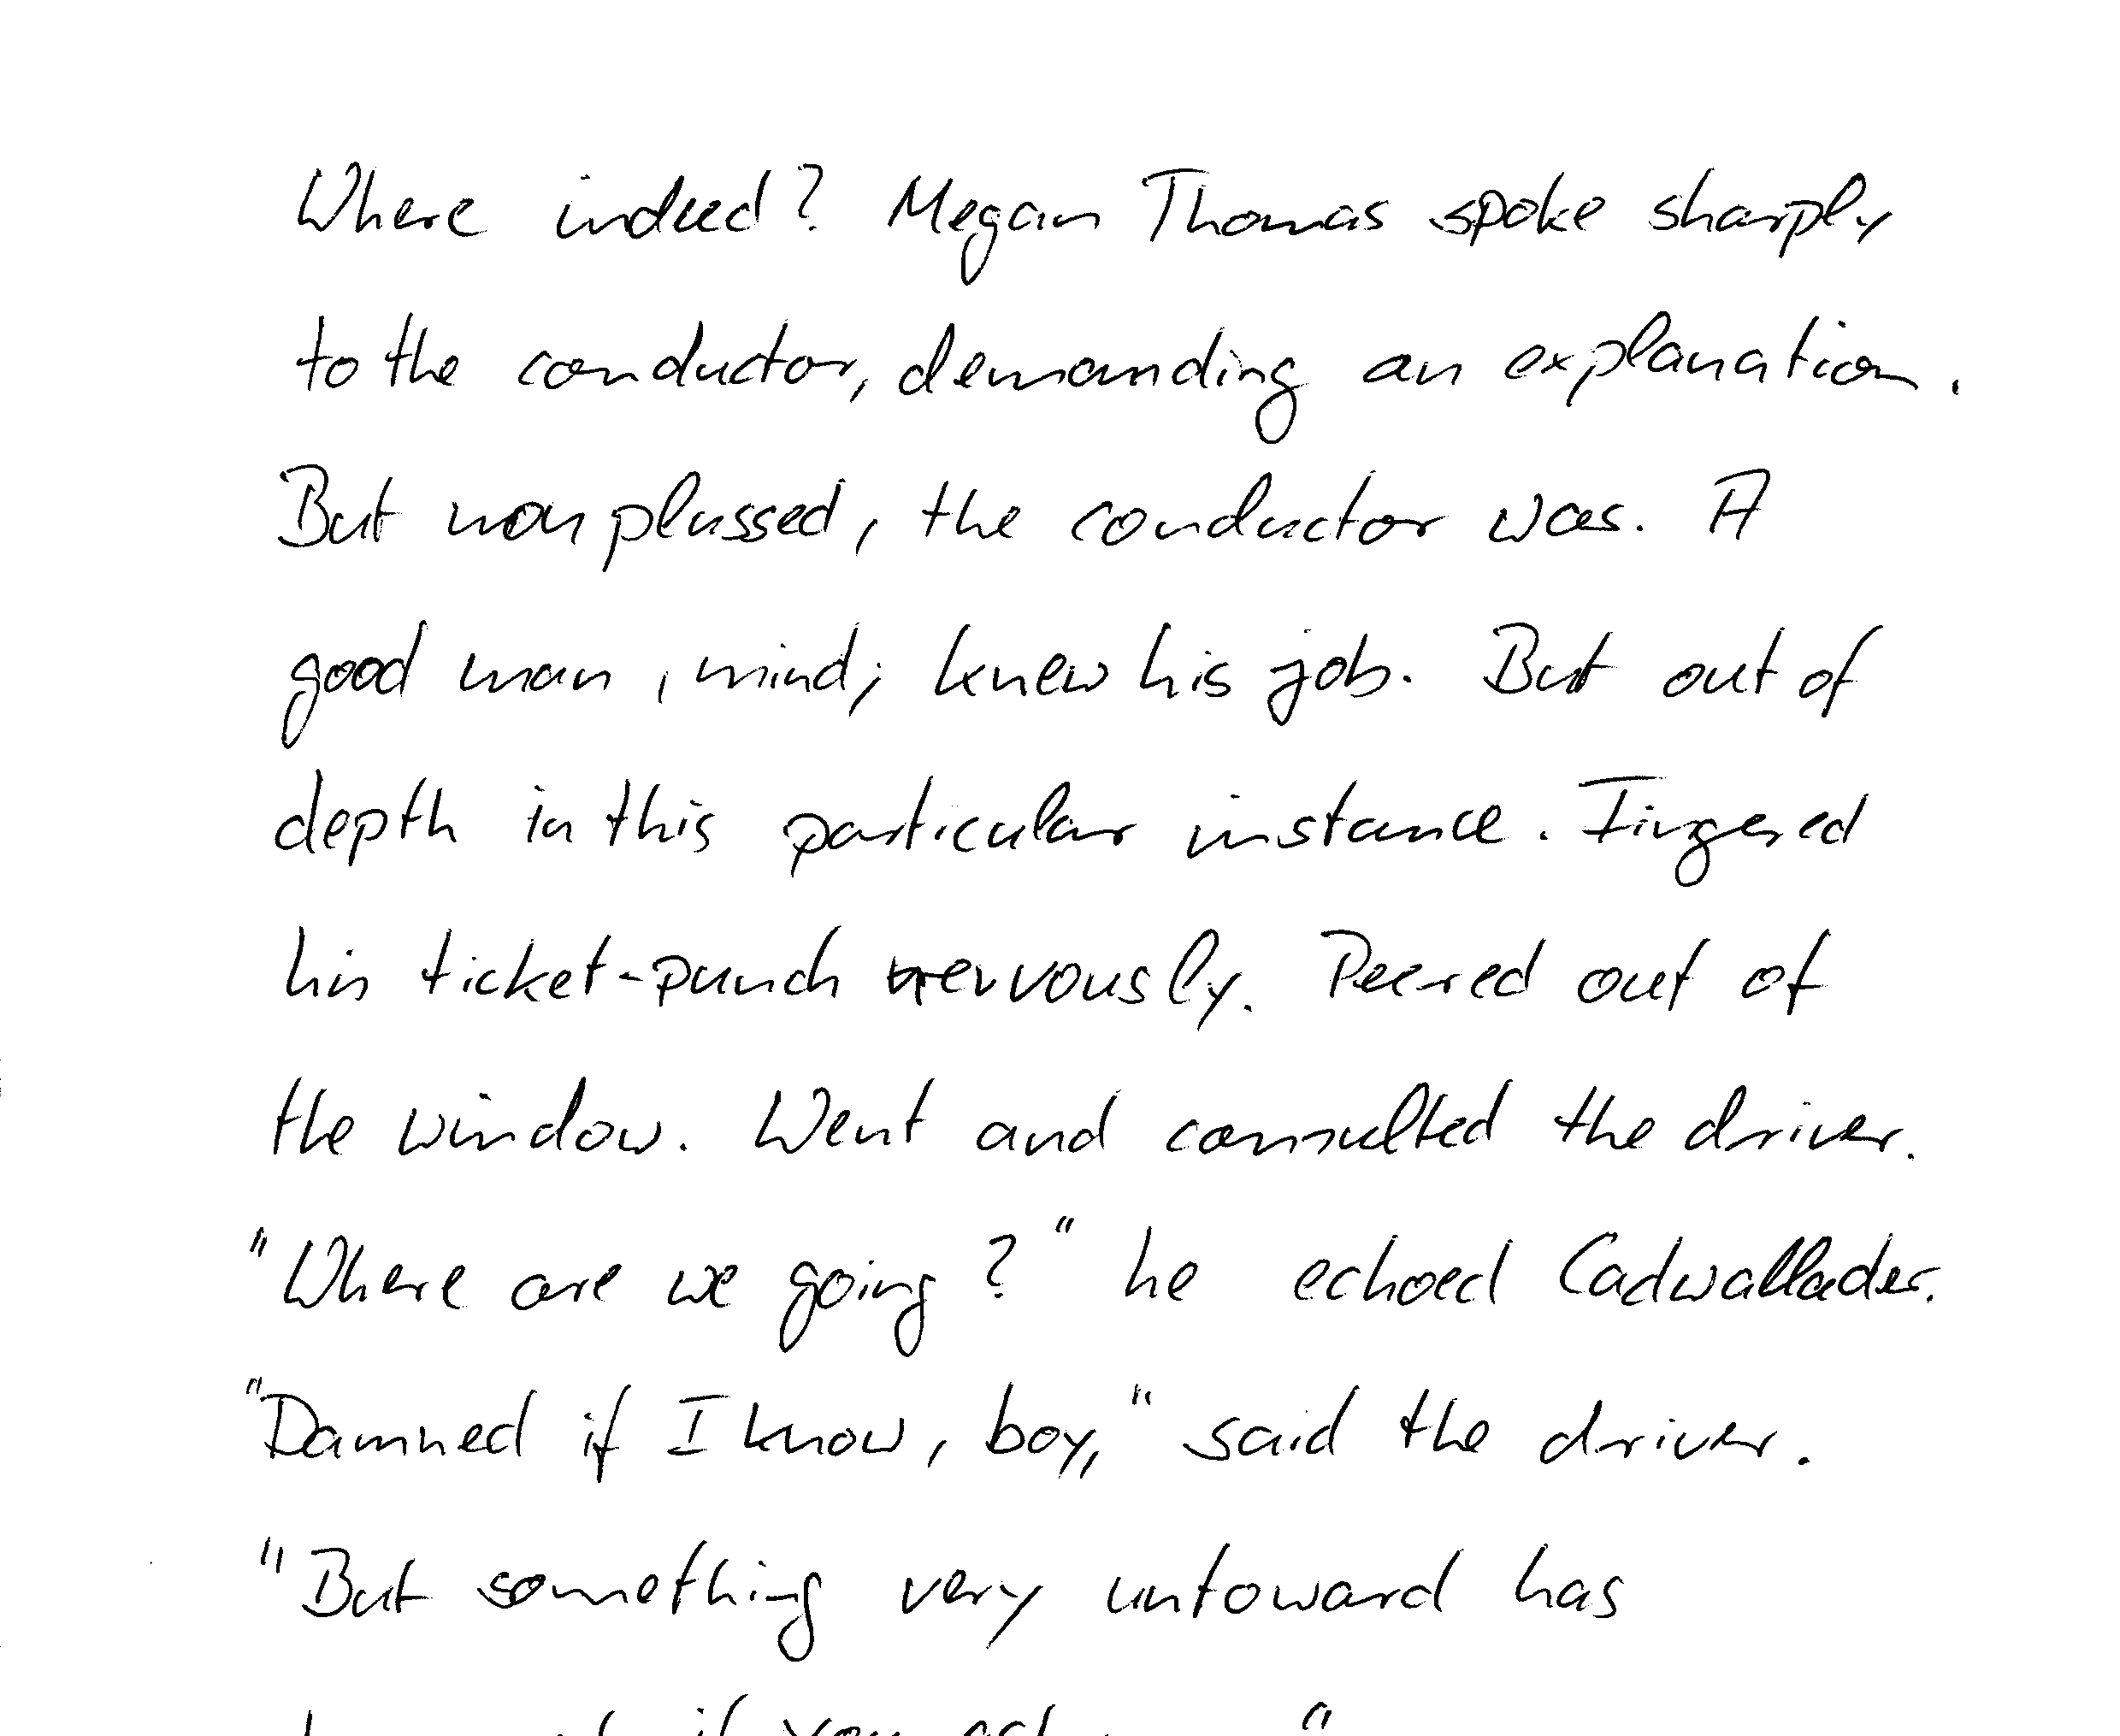 Where indeed? Megan Thomas spoke sharply
to the conductor, demanding an explanation.
But nonplussed, the conductor was. A
good man, mind; knew his job. But out of
depth in this particular instance. Fingered
his ticket-punch nervously. Peered out of
the window. Went and consulted the driver.
"Where are we going?" he echoed Cadwallader.
"Damned if I know, boy," said the driver.
"But something very untoward has
if you